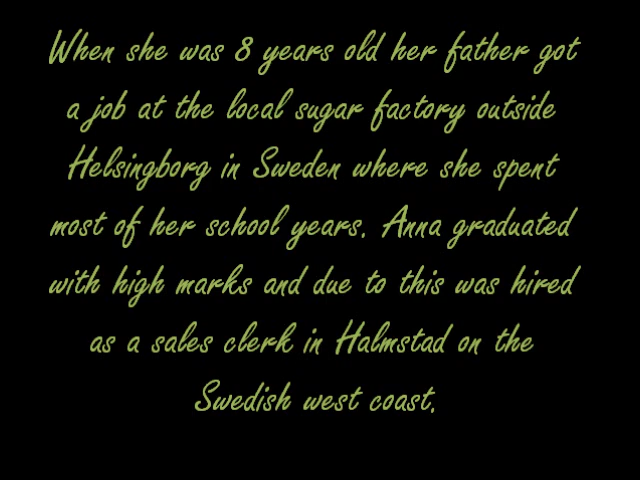 When she was 8 years old her father got
a job at the local sugar factory outside
Helsingborg in Sweden where she spent
most of her school years. Anna graduated
with high marks and due to this was hired
as a sales clerk in Halmstad on the
Swedish west coast.